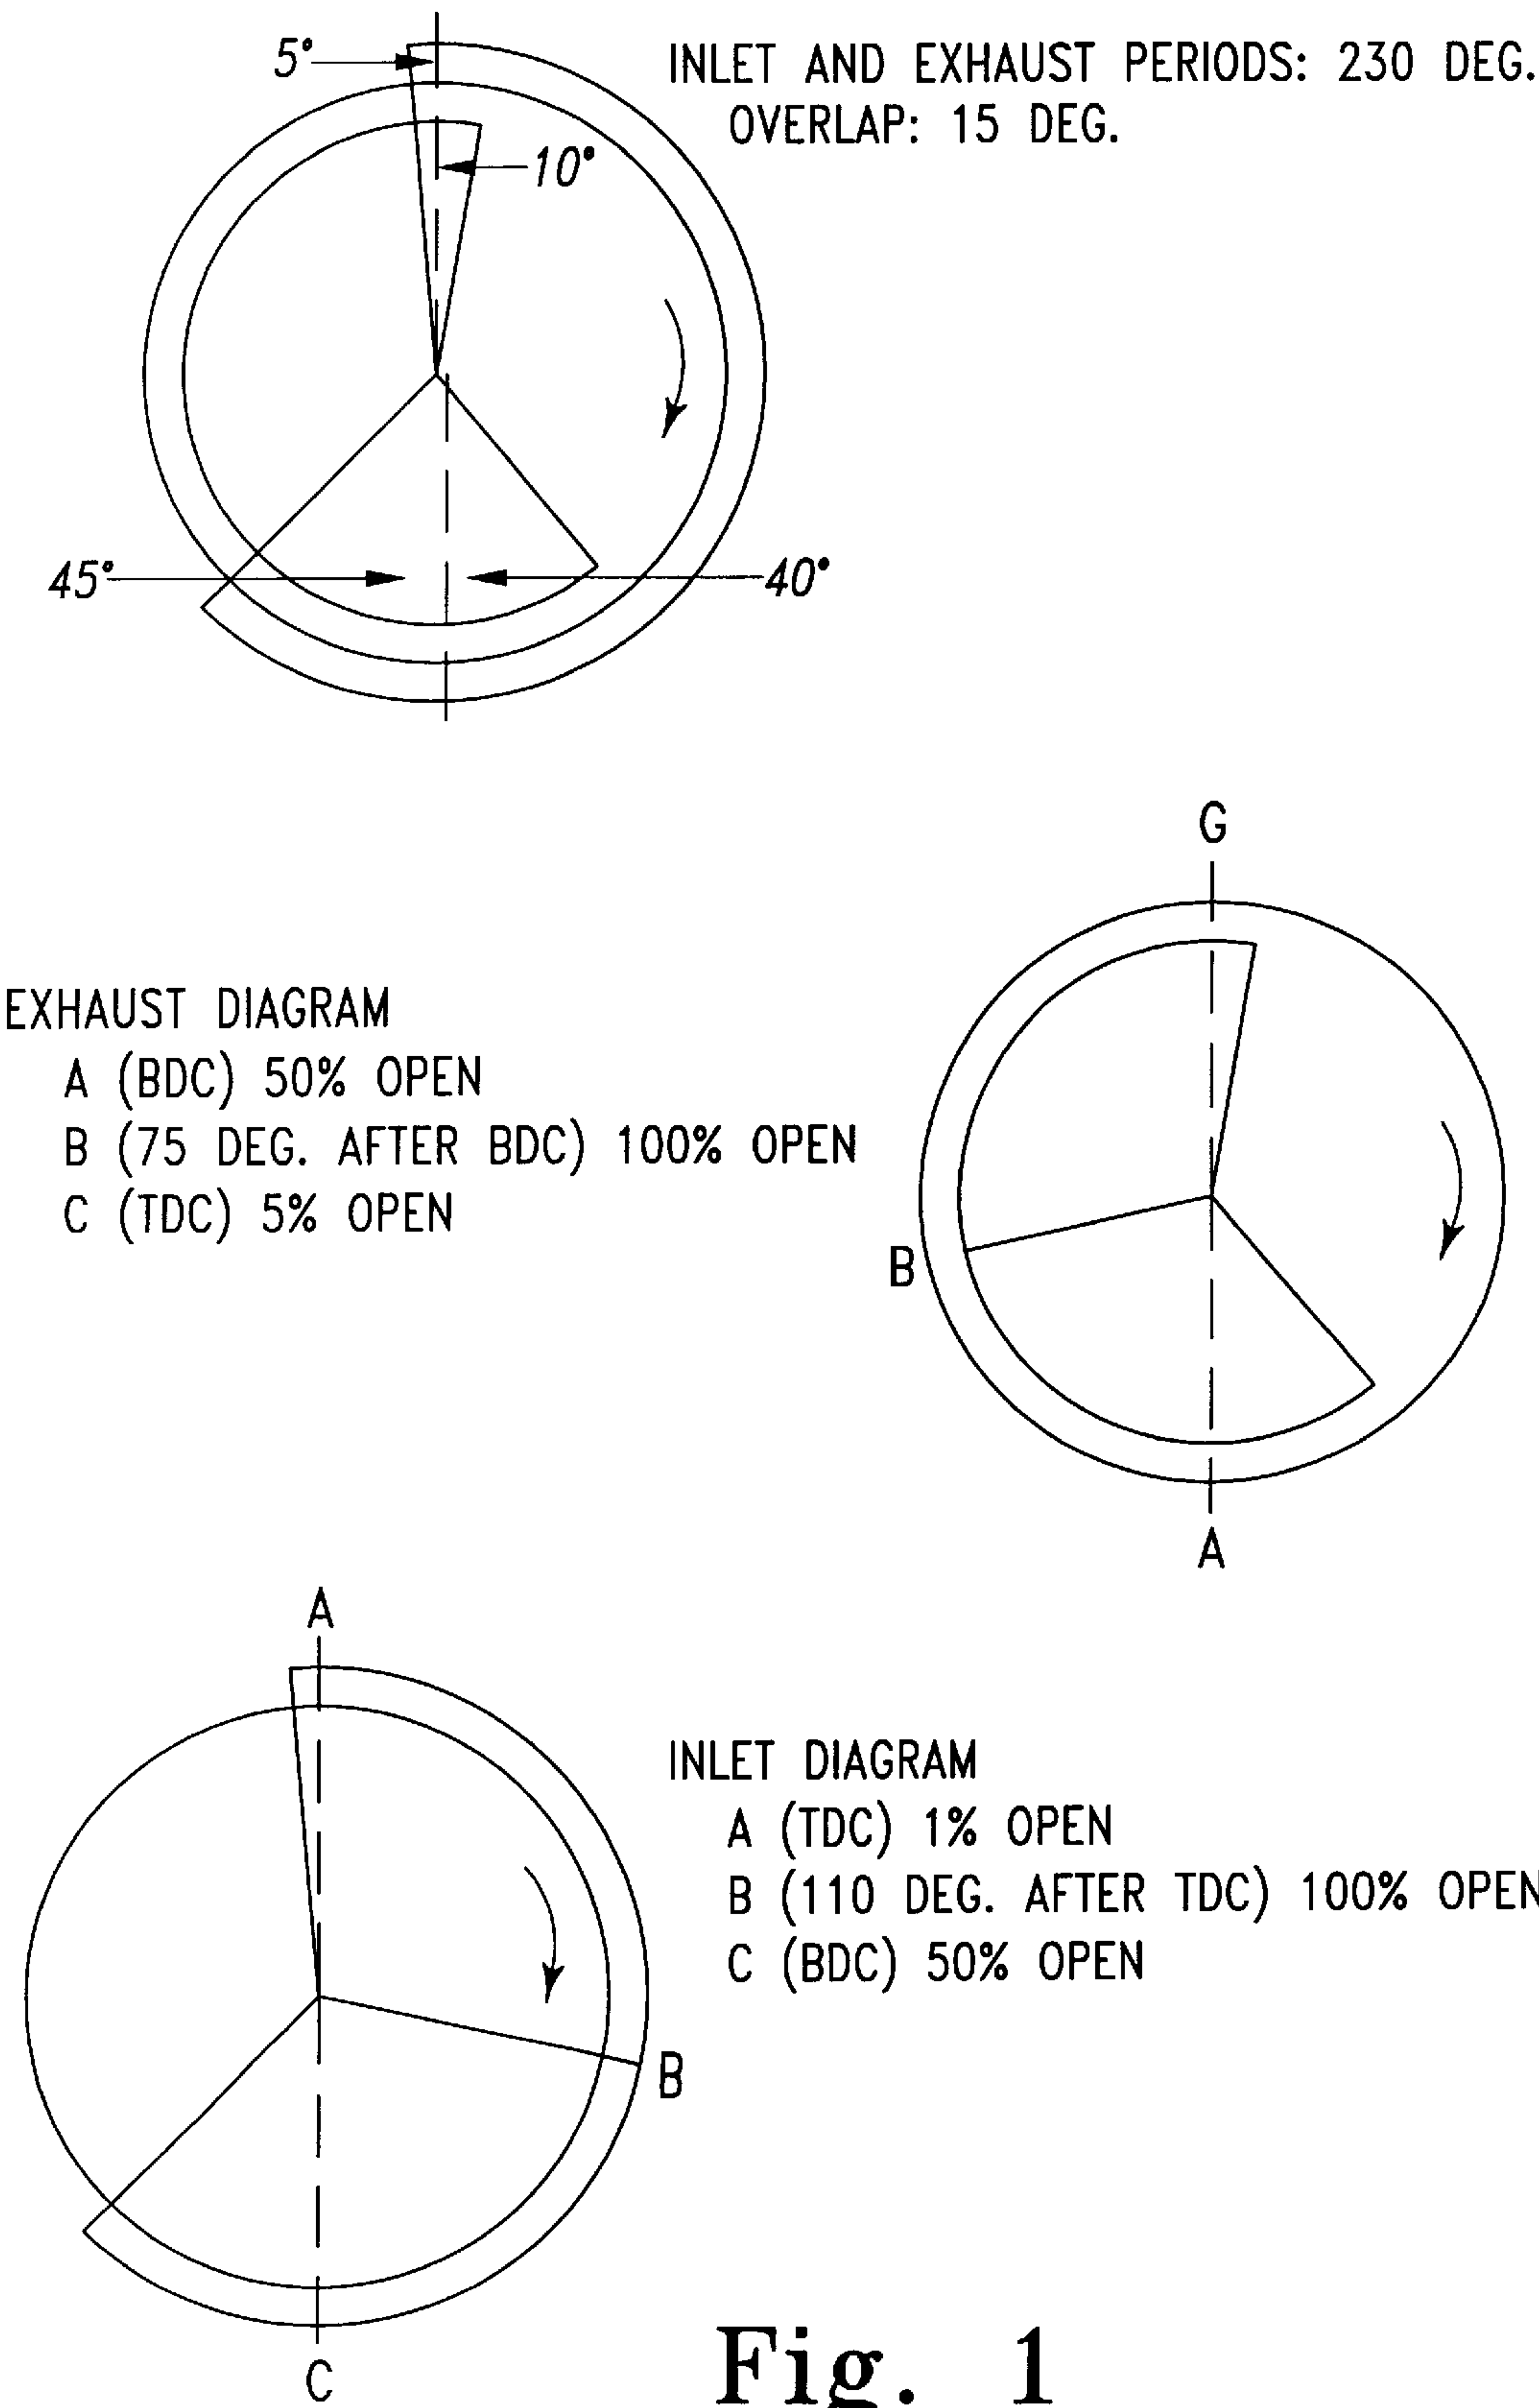 5°
INLET AND EXHAUST PERIODS: 230 DEG.
OVERLAP: 15 DEG.
10°
45°
40°
G
EXHAUST DIAGRAM
A (BDC) 50% OPEN
B (75 DEG. AFTER BDC) 100% OPEN
C (TDC) 5% OPEN
B
A
A
INLET DIAGRAM
A (TDC) 1% OPEN
B (110 DEG. AFTER TDC) 100% OPEN
C (BDC) 50% OPEN
B
C
Fig. 1